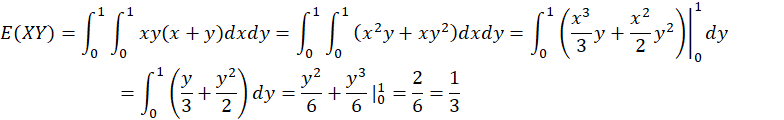 E(XY) = ∫₀¹ ∫₀¹ xy(x + y)dxdy = ∫₀¹ ∫₀¹ (x²y + xy²)dxdy = ∫₀¹ (x³/3 y + x²/2 y²)|₀¹ dy
= ∫₀¹ (y/3 + y²/2) dy = y²/6 + y³/6 |₀¹ = 2/6 = 1/3